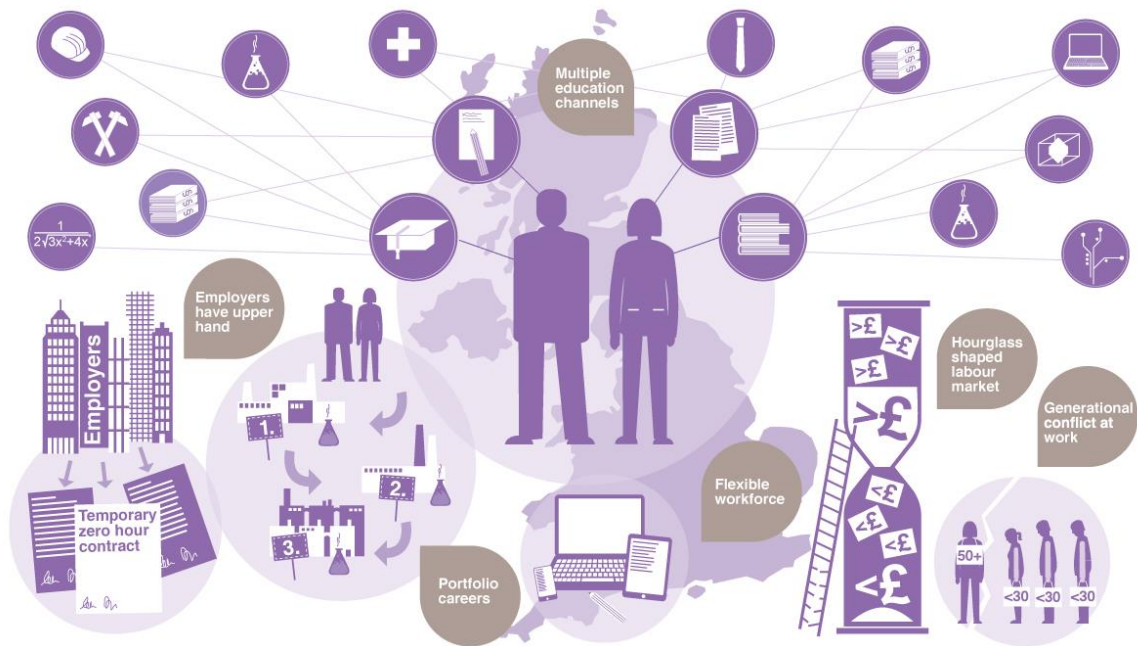 Multiple
education
channels
1
2√3x²+4x
Employers
have upper
hand
Employers
Temporary
zero hour
contract
1.
2.
3.
Portfolio
careers
Flexible
workforce
>£
>£
>£
>£
<£
<£
<£
<£
Hourglass
shaped
labour
market
Generational
conflict at
work
50+
<30
<30
<30